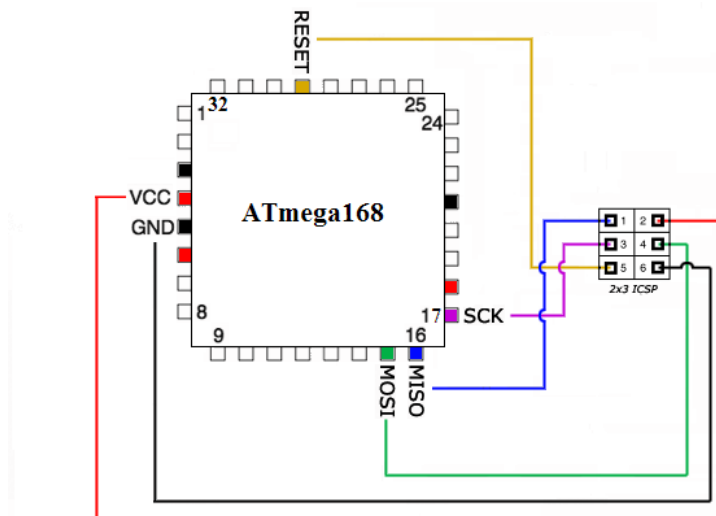 RESET
32
25
1
24
VCC
ATmega168
GND
1 2
3 4
5 6
2x3 ICSP
8
17 SCK
9
16
MOSI
MISO